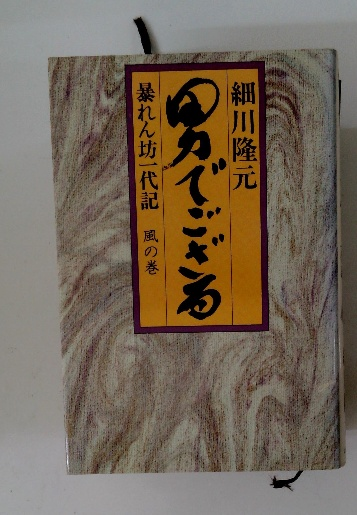 細川隆元
男でござる
暴れん坊一代記 風の巻